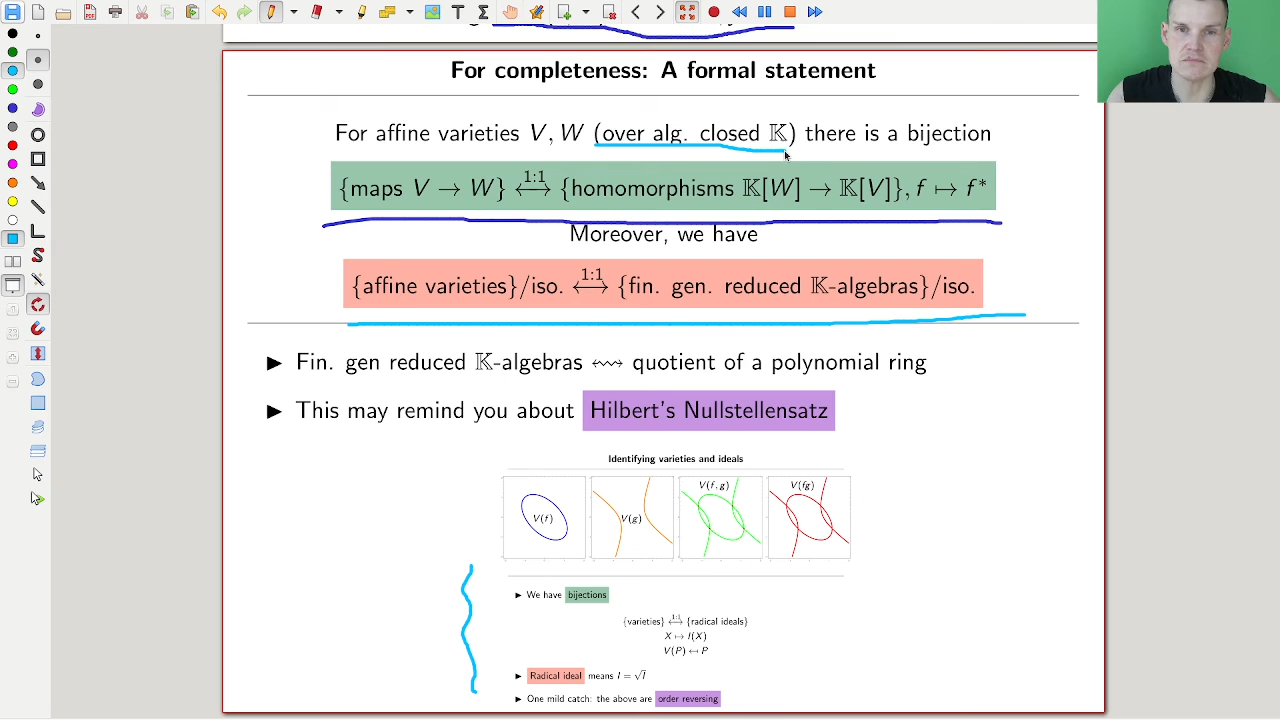 For completeness: A formal statement
For affine varieties V, W (over alg. closed 𝕂) there is a bijection
{maps V → W} ⟷ 1:1 {homomorphisms 𝕂[W] → 𝕂[V]}, f ↦ f*
Moreover, we have
{affine varieties}/iso. ⟷ 1:1 {fin. gen. reduced 𝕂-algebras}/iso.
▶ Fin. gen reduced 𝕂-algebras ↭ quotient of a polynomial ring
▶ This may remind you about Hilbert's Nullstellensatz
Identifying varieties and ideals
V(f) V(g) V(f,g) V(fg)
▶ We have bijections
{varieties} ⟷ 1:1 {radical ideals}
X ↦ I(X)
V(P) ↤ P
▶ Radical ideal means I = √I
▶ One mild catch: the above are order reversing